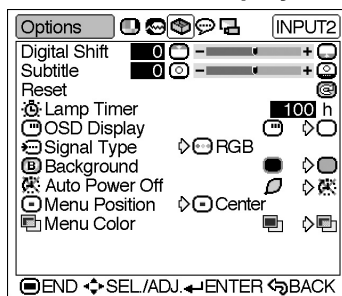 Options INPUT2
Digital Shift 0 - +
Subtitle 0 - +
Reset
Lamp Timer 100 h
OSD Display
Signal Type RGB
B Background
Auto Power Off
Menu Position Center
Menu Color
END SEL./ADJ. ENTER BACK